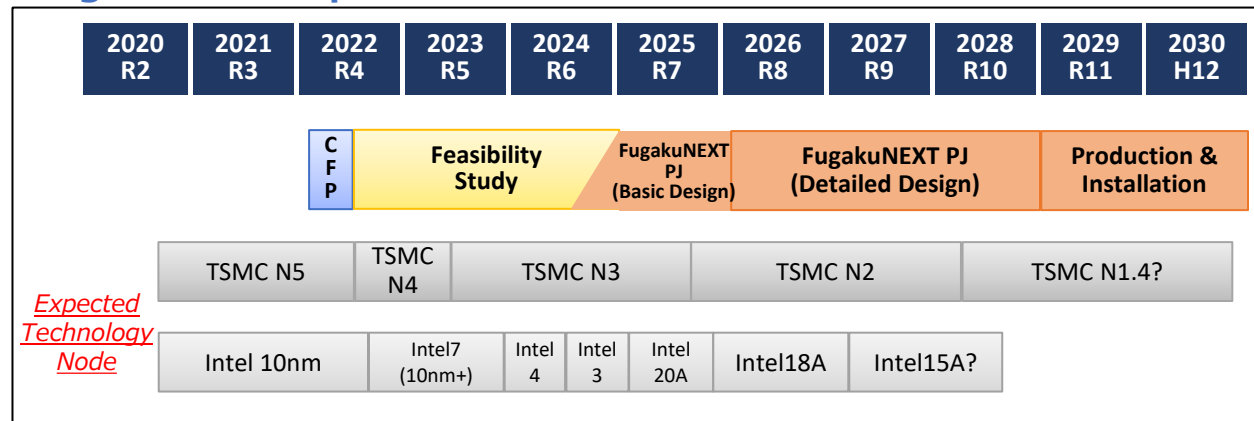 2020
R2
2021
R3
2022
R4
2023
R5
2024
R6
2025
R7
2026
R8
2027
R9
2028
R10
2029
R11
2030
H12
C
F
P
Feasibility
Study
FugakuNEXT
PJ
(Basic Design)
FugakuNEXT PJ
(Detailed Design)
Production &
Installation
Expected
Technology
Node
TSMC N5
TSMC
N4
TSMC N3
TSMC N2
TSMC N1.4?
Intel 10nm
Intel7
(10nm+)
Intel
4
Intel
3
Intel
20A
Intel18A
Intel15A?